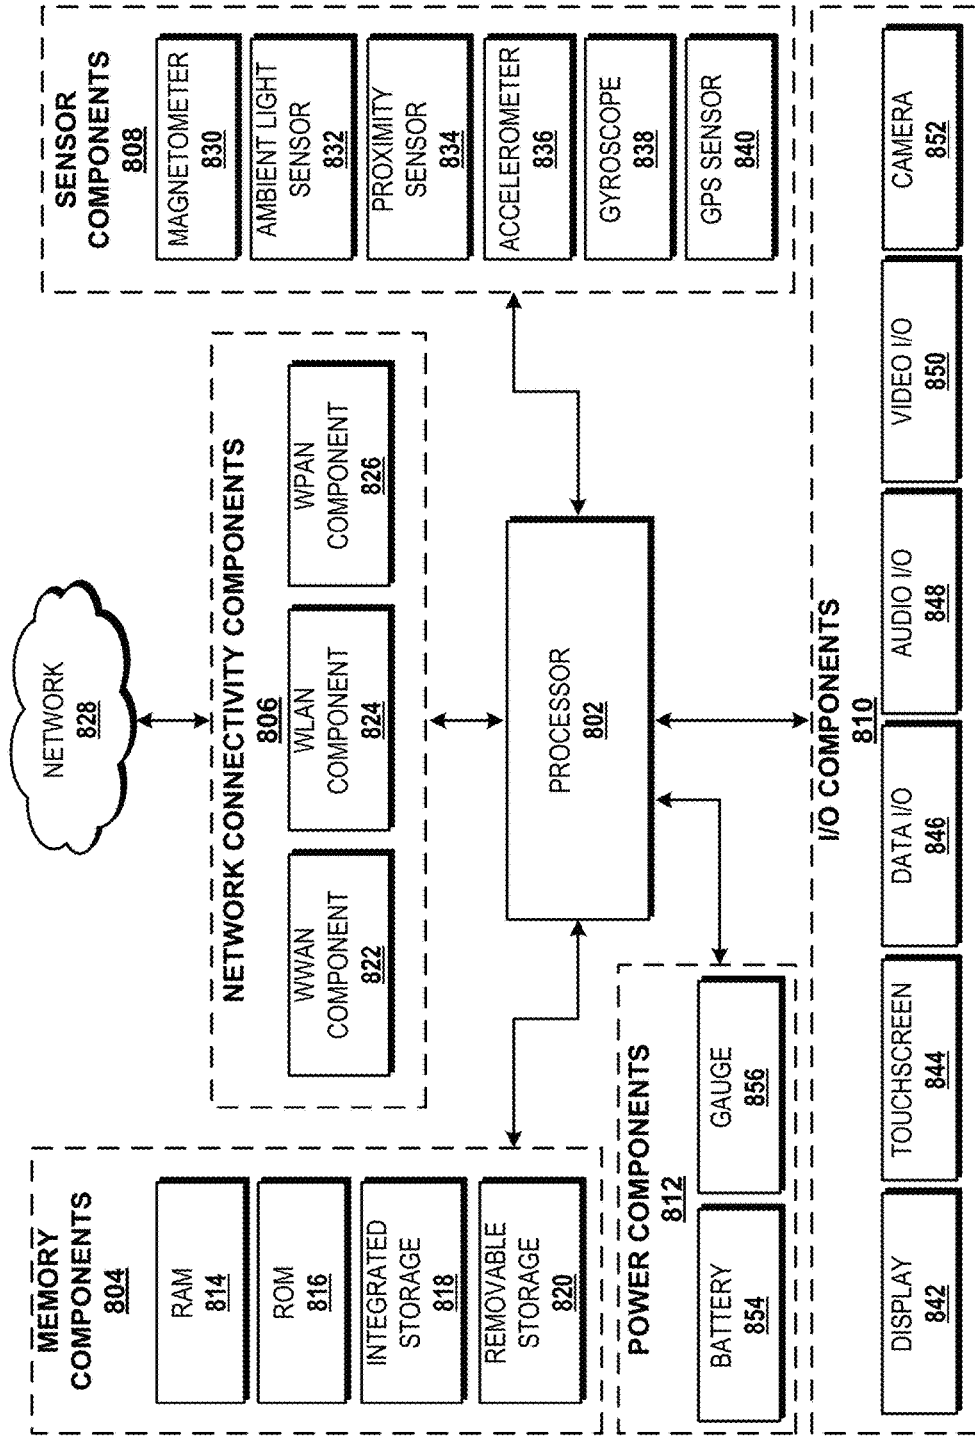 NETWORK
828
MEMORY
COMPONENTS
804
RAM
814
ROM
816
INTEGRATED
STORAGE
818
REMOVABLE
STORAGE
820
NETWORK CONNECTIVITY COMPONENTS
806
WWAN
COMPONENT
822
WLAN
COMPONENT
824
WPAN
COMPONENT
826
SENSOR
COMPONENTS
808
MAGNETOMETER
830
AMBIENT LIGHT
SENSOR
832
PROXIMITY
SENSOR
834
ACCELEROMETER
836
GYROSCOPE
838
GPS SENSOR
840
PROCESSOR
802
POWER COMPONENTS
812
BATTERY
854
GAUGE
856
I/O COMPONENTS
810
DISPLAY
842
TOUCHSCREEN
844
DATA I/O
846
AUDIO I/O
848
VIDEO I/O
850
CAMERA
852